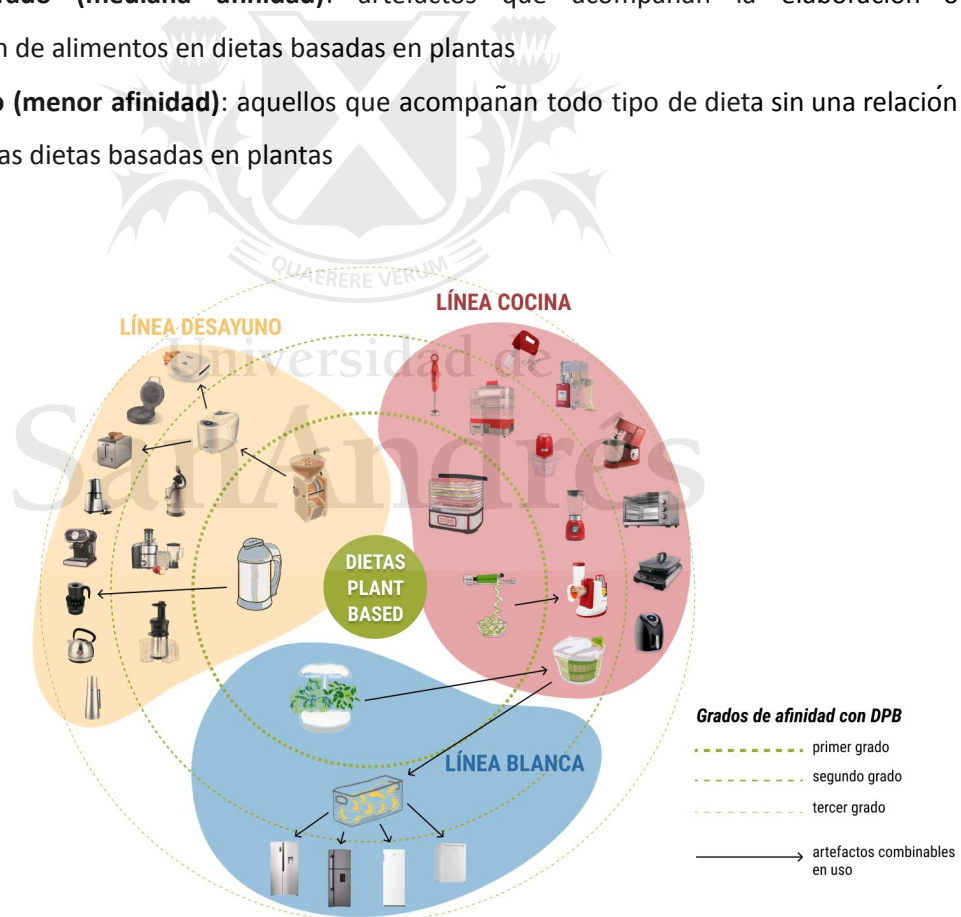 (mediana afinidad): artefactos que acompañan la elaboración o
de alimentos en dietas basadas en plantas
(menor afinidad): aquellos que acompañan todo tipo de dieta sin una relación
las dietas basadas en plantas
QUAERERE VERUM
LÍNEA COCINA
LÍNEA DESAYUNO
Universidad de
SanAndrés
DIETAS
PLANT
BASED
LÍNEA BLANCA
Grados de afinidad con DPB
primer grado
segundo grado
tercer grado
artefactos combinables
en uso